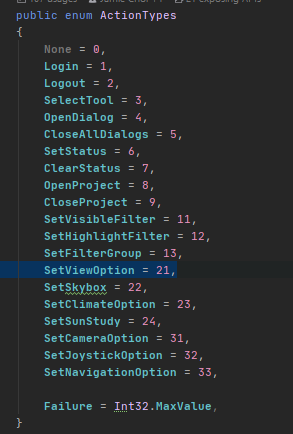 public enum ActionTypes
{
None = 0,
Login = 1,
Logout = 2,
SelectTool = 3,
OpenDialog = 4,
CloseAllDialogs = 5,
SetStatus = 6,
ClearStatus = 7,
OpenProject = 8,
CloseProject = 9,
SetVisibleFilter = 11,
SetHighlightFilter = 12,
SetFilterGroup = 13,
SetViewOption = 21,
SetSkybox = 22,
SetClimateOption = 23,
SetSunStudy = 24,
SetCameraOption = 31,
SetJoystickOption = 32,
SetNavigationOption = 33,
Failure = Int32.MaxValue,
}